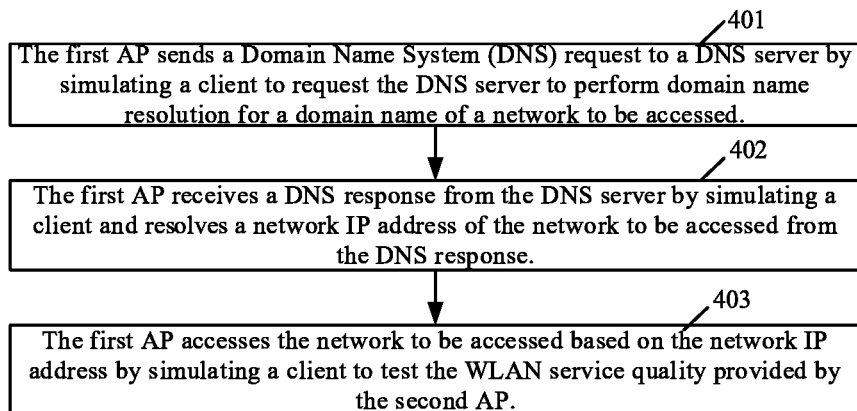 401
The first AP sends a Domain Name System (DNS) request to a DNS server by
simulating a client to request the DNS server to perform domain name
resolution for a domain name of a network to be accessed.
402
The first AP receives a DNS response from the DNS server by simulating a
client and resolves a network IP address of the network to be accessed from
the DNS response.
403
The first AP accesses the network to be accessed based on the network IP
address by simulating a client to test the WLAN service quality provided by
the second AP.